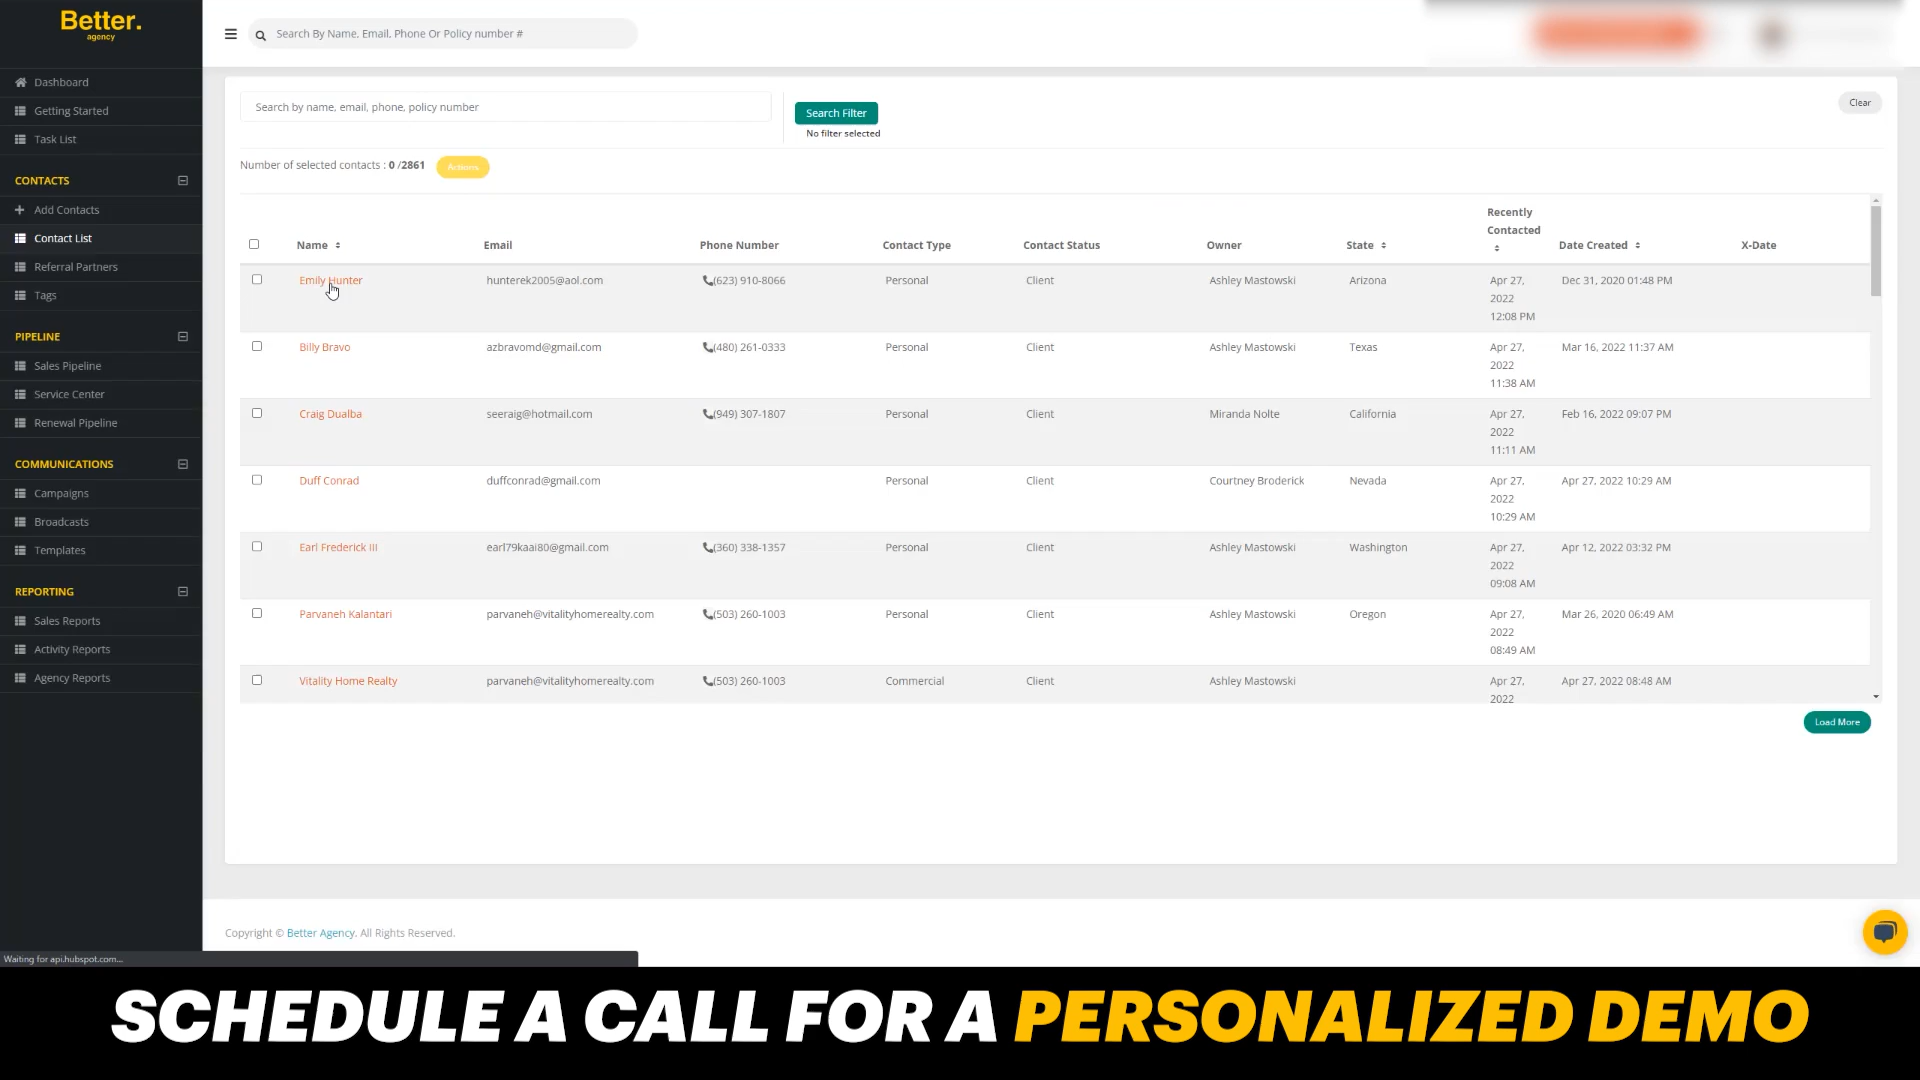 Better.
agency
Search By Name, Email, Phone Or Policy number #
Dashboard
Getting Started
Task List
CONTACTS
Add Contacts
Contact List
Referral Partners
Tags
PIPELINE
Sales Pipeline
Service Center
Renewal Pipeline
COMMUNICATIONS
Campaigns
Broadcasts
Templates
REPORTING
Sales Reports
Activity Reports
Agency Reports
Search by name, email, phone, policy number
Search Filter
No filter selected
Clear
Number of selected contacts : 0 /2861 Actions
Name Email Phone Number Contact Type Contact Status Owner State Recently Contacted Date Created X-Date
Emily Hunter hunterek2005@aol.com (623) 910-8066 Personal Client Ashley Mastowski Arizona Apr 27, 2022 12:08 PM Dec 31, 2020 01:48 PM
Billy Bravo azbravomd@gmail.com (480) 261-0333 Personal Client Ashley Mastowski Texas Apr 27, 2022 11:38 AM Mar 16, 2022 11:37 AM
Craig Dualba seeraig@hotmail.com (949) 307-1807 Personal Client Miranda Nolte California Apr 27, 2022 11:11 AM Feb 16, 2022 09:07 PM
Duff Conrad duffconrad@gmail.com Personal Client Courtney Broderick Nevada Apr 27, 2022 10:29 AM Apr 27, 2022 10:29 AM
Earl Frederick III earl79kaai80@gmail.com (360) 338-1357 Personal Client Ashley Mastowski Washington Apr 27, 2022 09:08 AM Apr 12, 2022 03:32 PM
Parvaneh Kalantari parvaneh@vitalityhomerealty.com (503) 260-1003 Personal Client Ashley Mastowski Oregon Apr 27, 2022 08:49 AM Mar 26, 2020 06:49 AM
Vitality Home Realty parvaneh@vitalityhomerealty.com (503) 260-1003 Commercial Client Ashley Mastowski Apr 27, 2022 Apr 27, 2022 08:48 AM
Load More
Copyright © Better Agency. All Rights Reserved.
Waiting for api.hubspot.com...
SCHEDULE A CALL FOR A PERSONALIZED DEMO